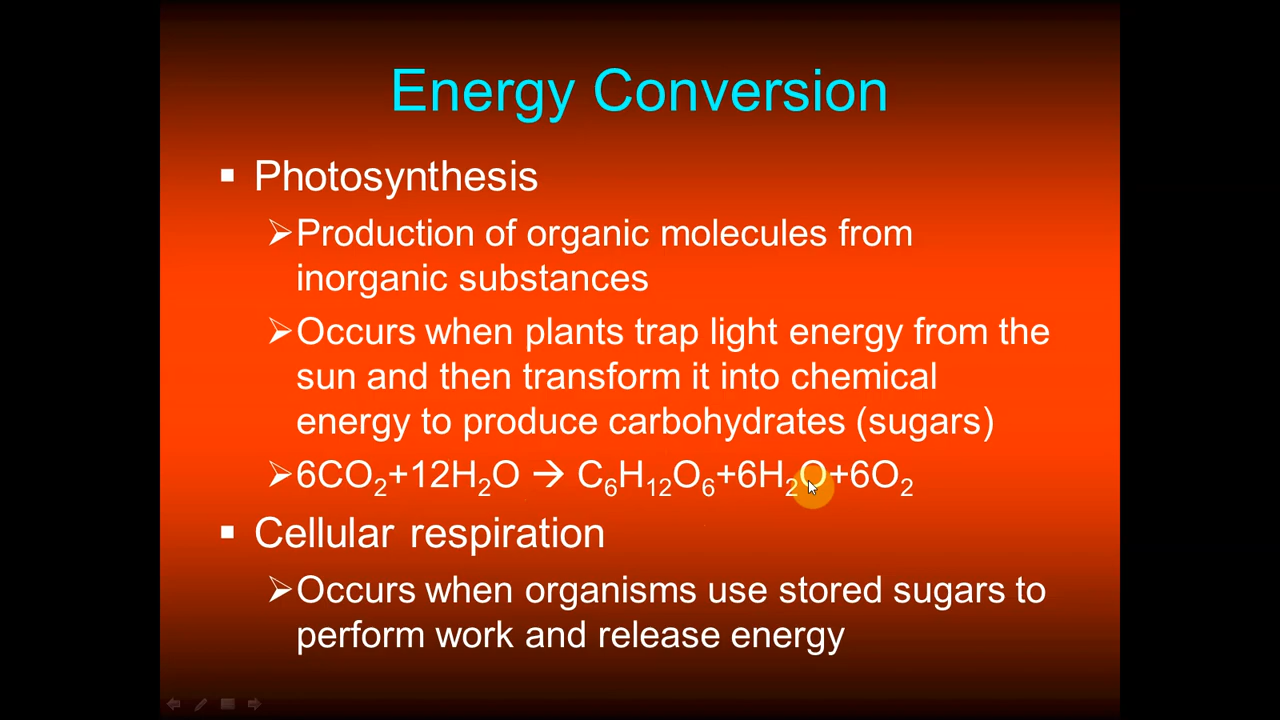 Energy Conversion
▪ Photosynthesis
➢Production of organic molecules from
inorganic substances
➢Occurs when plants trap light energy from the
sun and then transform it into chemical
energy to produce carbohydrates (sugars)
➢6CO₂+12H₂O → C₆H₁₂O₆+6H₂O+6O₂
▪ Cellular respiration
➢Occurs when organisms use stored sugars to
perform work and release energy